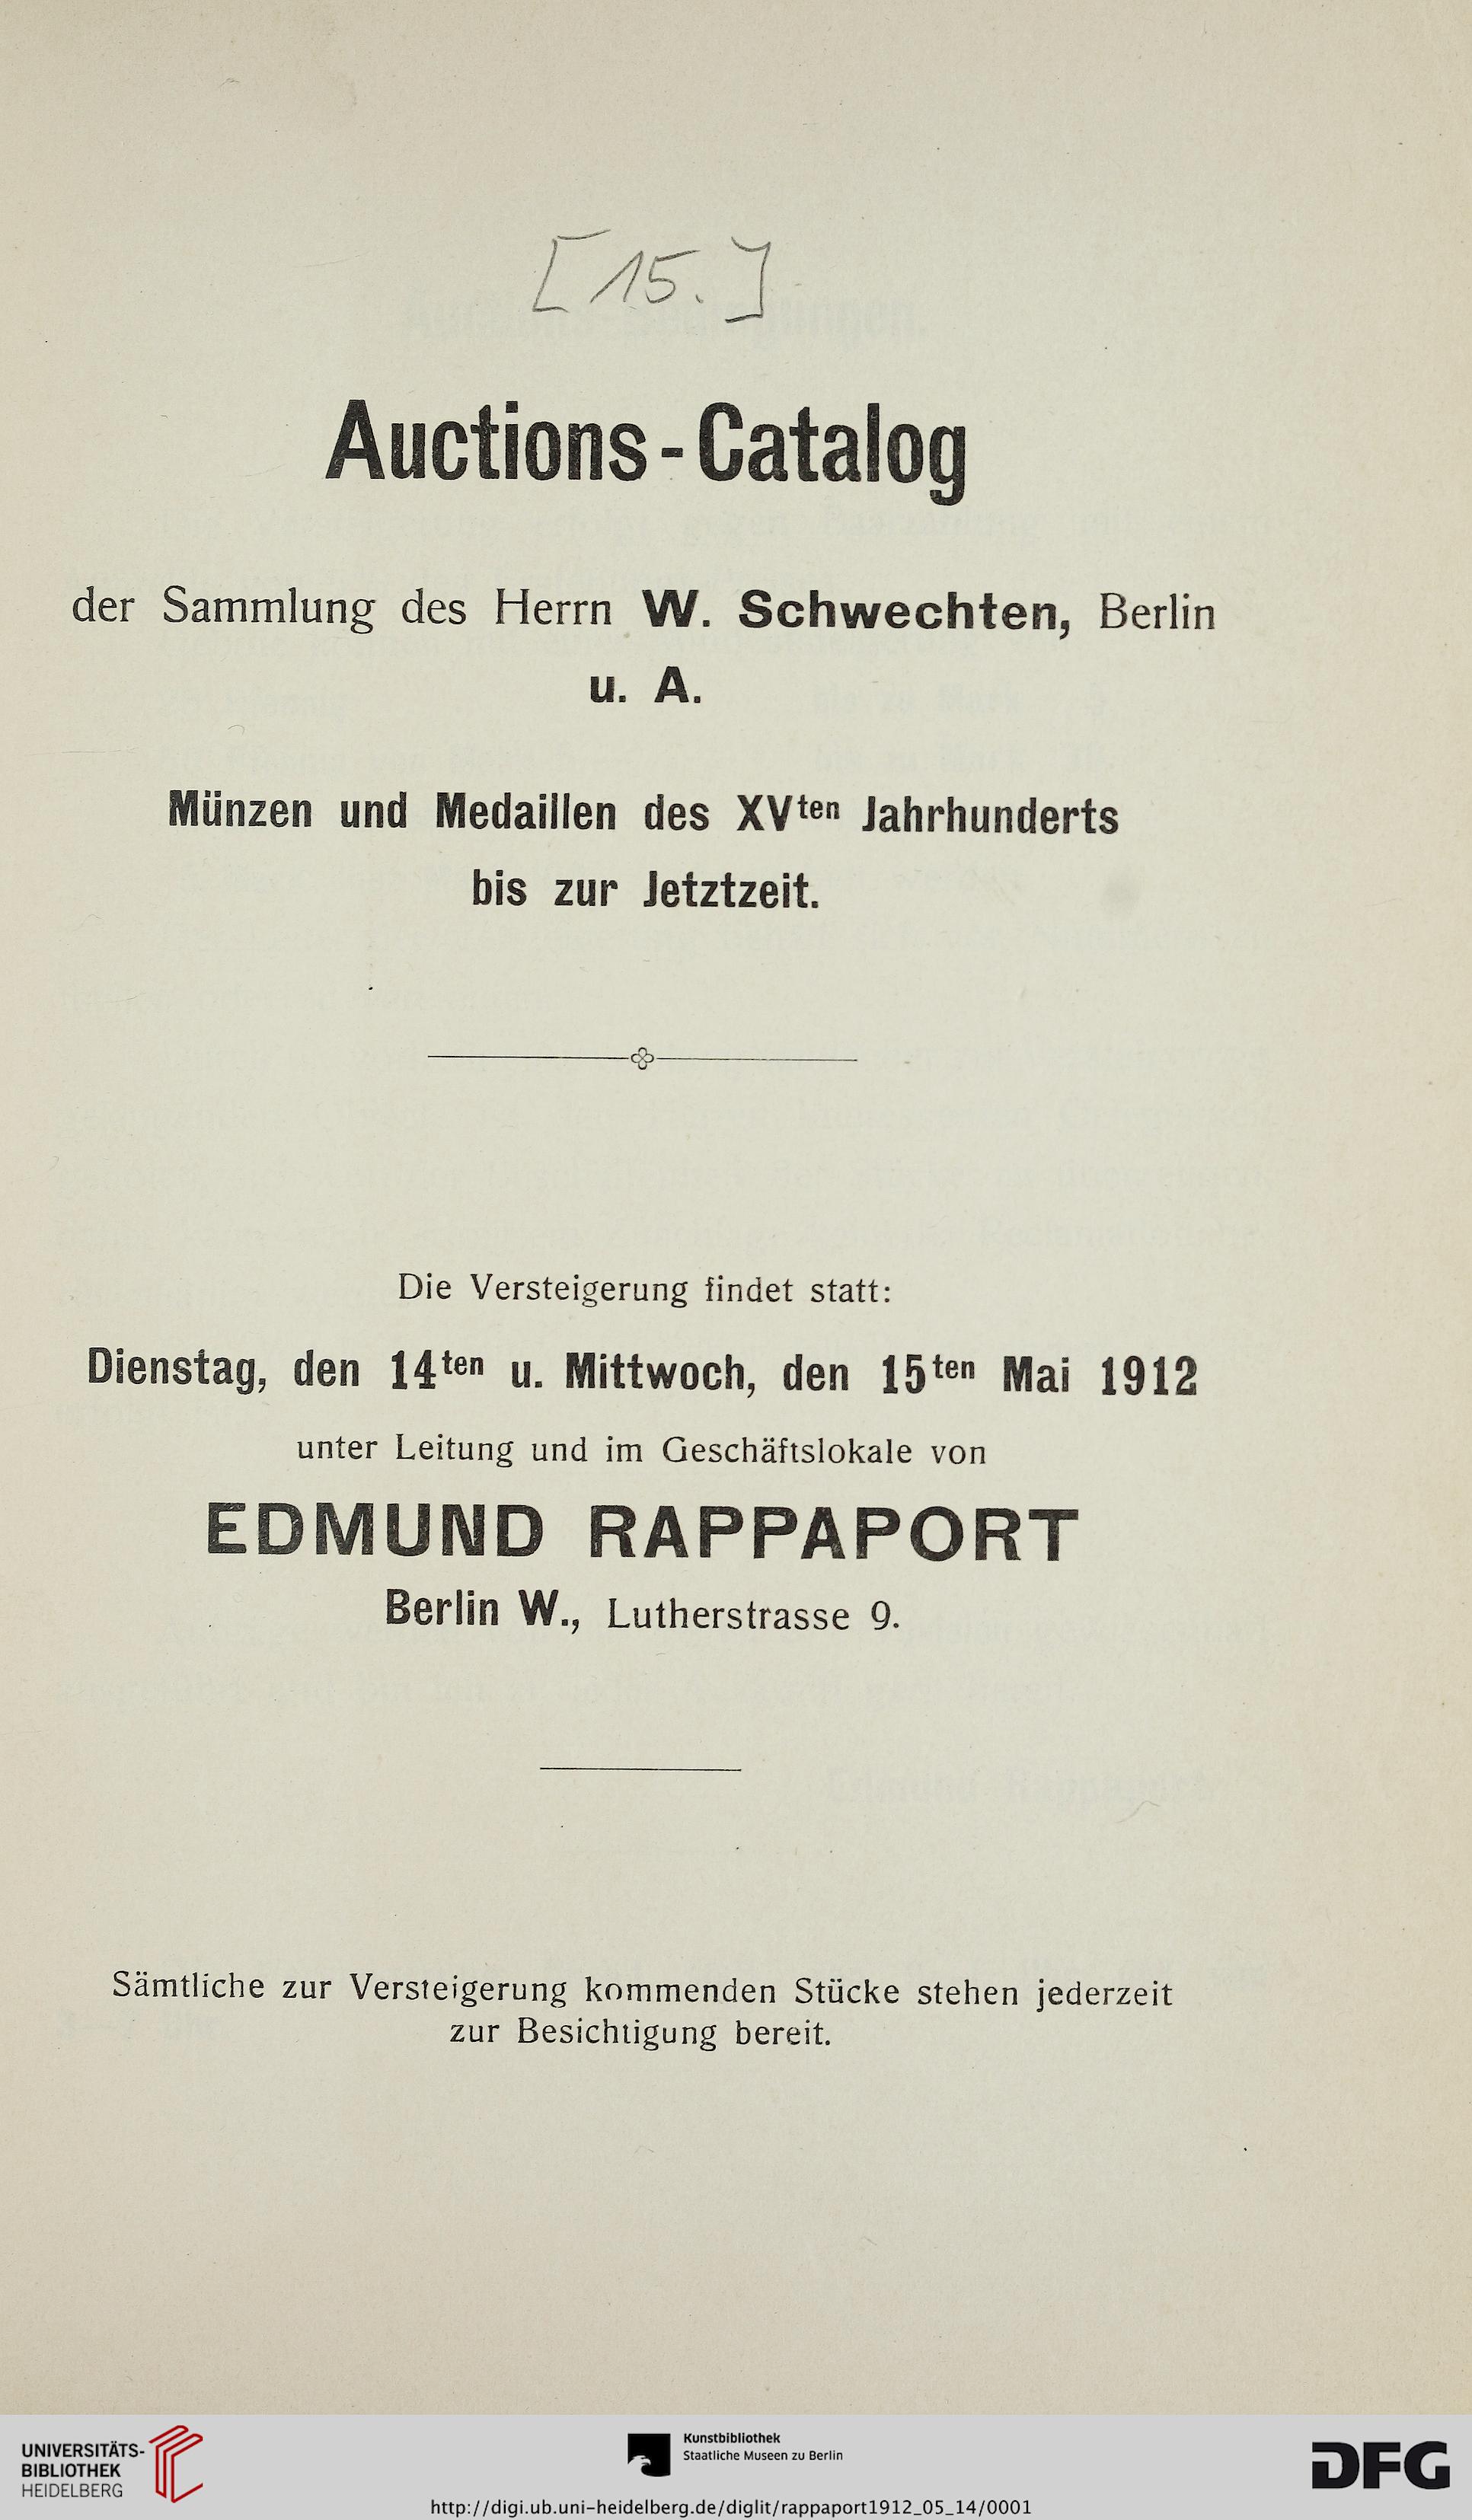 [15.]
Auctions-Catalog
der Sammlung des Herrn W. Schwechten, Berlin
u. A.
Münzen und Medaillen des XVten Jahrhunderts
bis zur Jetztzeit.
Die Versteigerung findet statt:
Dienstag, den 14ten u. Mittwoch, den 15ten Mai 1912
unter Leitung und im Geschäftslokale von
EDMUND RAPPAPORT
Berlin W., Lutherstrasse 9.
Sämtliche zur Versteigerung kommenden Stücke stehen jederzeit
zur Besichtigung bereit.
UNIVERSITÄTS-
BIBLIOTHEK
HEIDELBERG
Kunstbibliothek
Staatliche Museen zu Berlin
DFG
http://digi.ub.uni-heidelberg.de/diglit/rappaport1912_05_14/0001